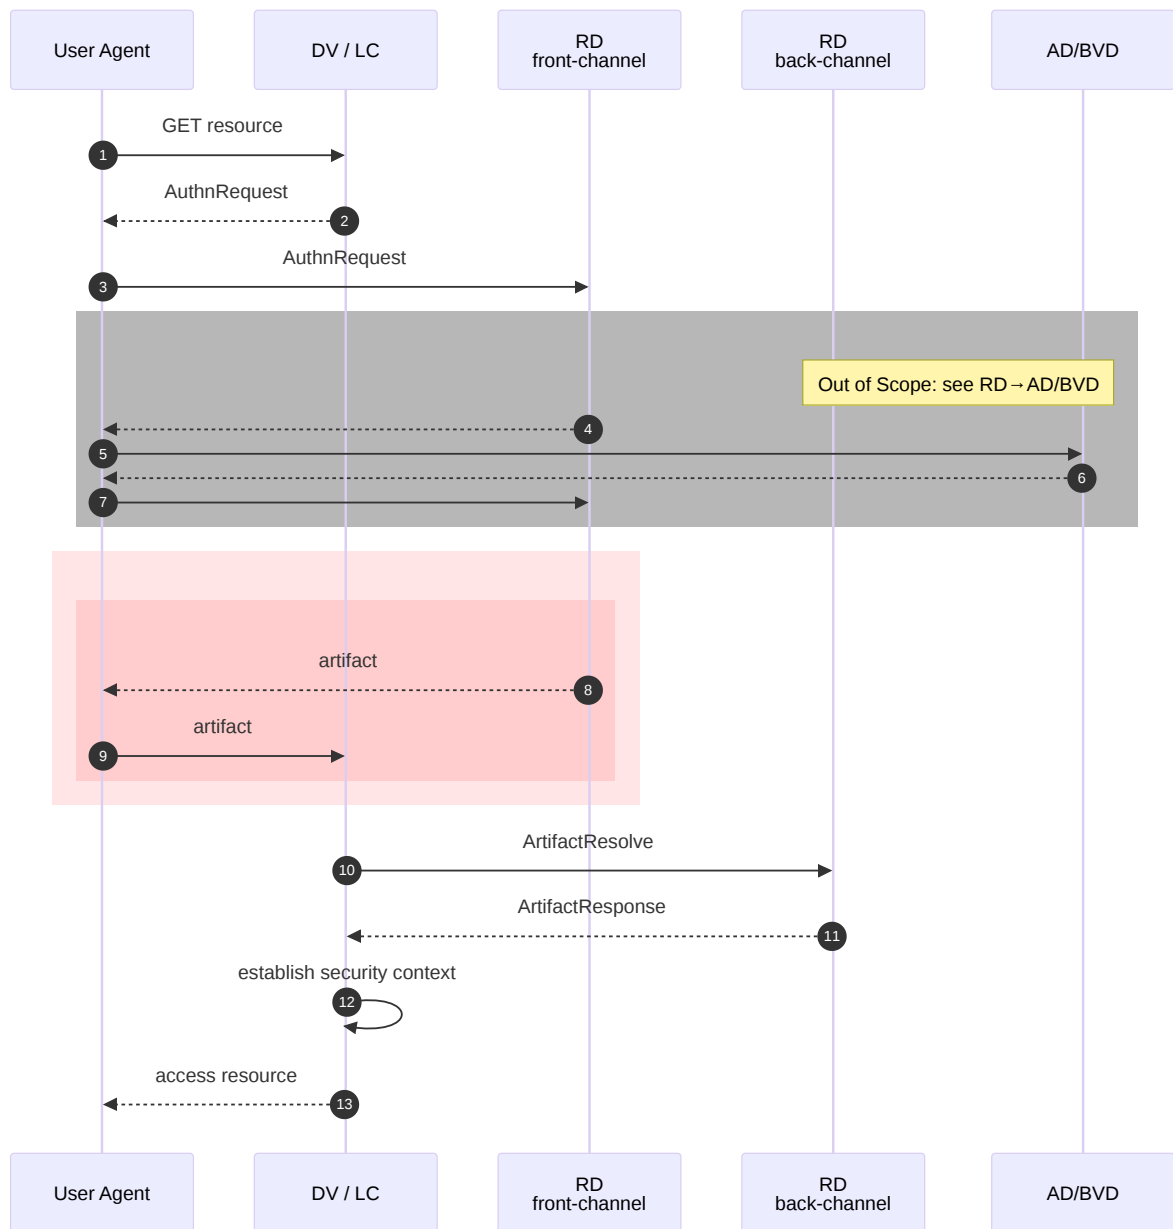 User Agent
DV / LC
RD
front-channel
RD
back-channel
AD/BVD
GET resource
1
AuthnRequest
2
AuthnRequest
3
Out of Scope: see RD→AD/BVD
4
5
6
7
artifact
8
artifact
9
ArtifactResolve
10
ArtifactResponse
11
establish security context
12
access resource
13
User Agent
DV / LC
RD
front-channel
RD
back-channel
AD/BVD